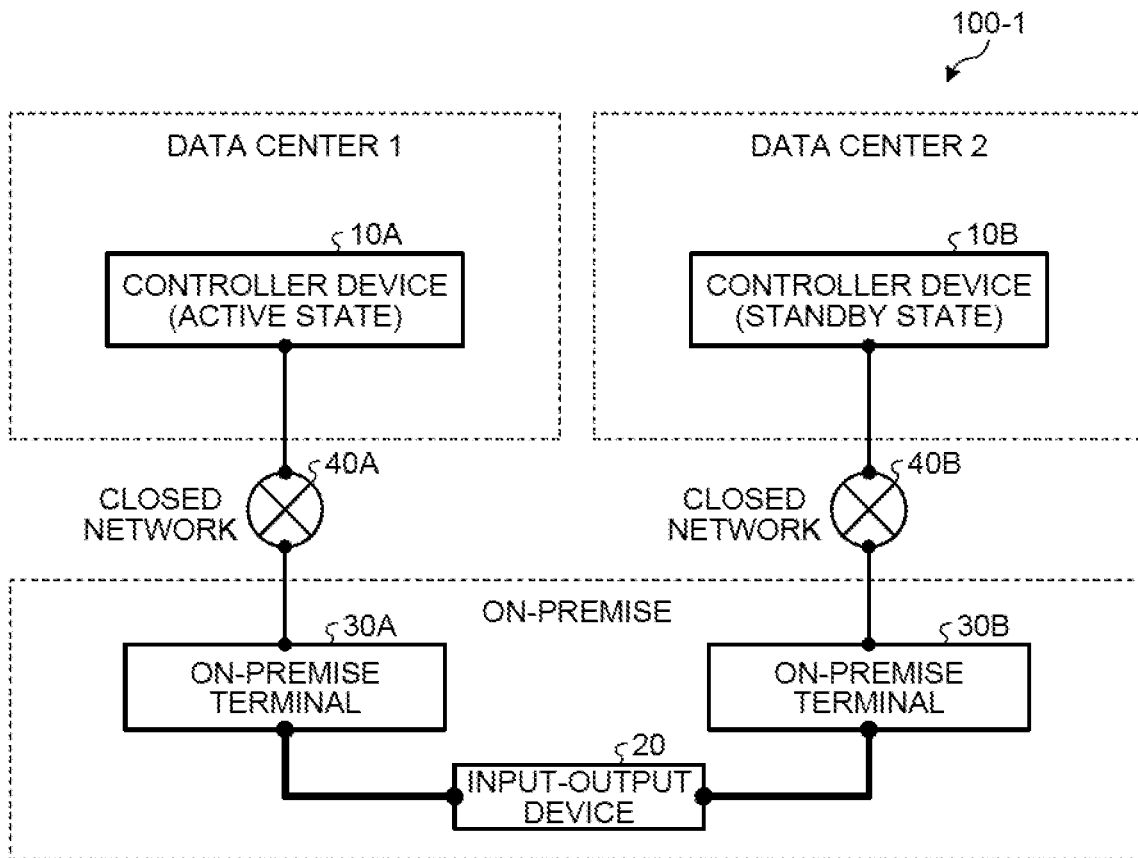 100-1
DATA CENTER 1
DATA CENTER 2
10A
CONTROLLER DEVICE
(ACTIVE STATE)
10B
CONTROLLER DEVICE
(STANDBY STATE)
40A
CLOSED
NETWORK
40B
CLOSED
NETWORK
ON-PREMISE
30A
ON-PREMISE
TERMINAL
30B
ON-PREMISE
TERMINAL
20
INPUT-OUTPUT
DEVICE